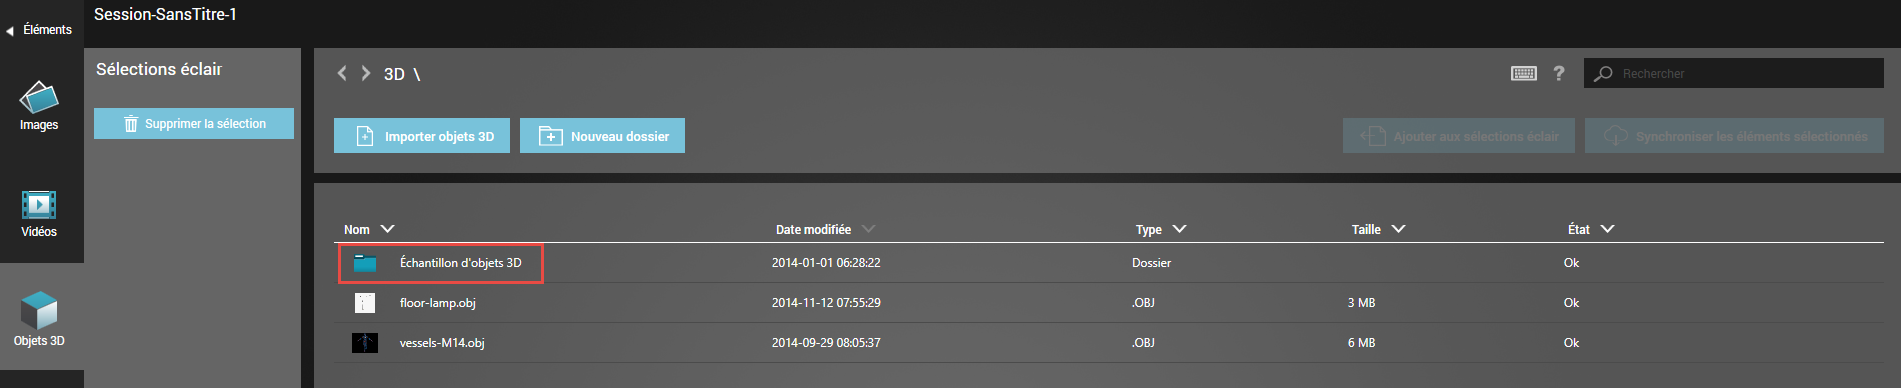 Session-SansTitre-1
Éléments
Images
Vidéos
Objets 3D
Sélections éclair
Supprimer la sélection
3D \
? Rechercher
Importer objets 3D Nouveau dossier Ajouter aux sélections éclair Synchroniser les éléments sélectionnés
Nom Date modifiée Type Taille État
Échantillon d'objets 3D 2014-01-01 06:28:22 Dossier Ok
floor-lamp.obj 2014-11-12 07:55:29 .OBJ 3 MB Ok
vessels-M14.obj 2014-09-29 08:05:37 .OBJ 6 MB Ok